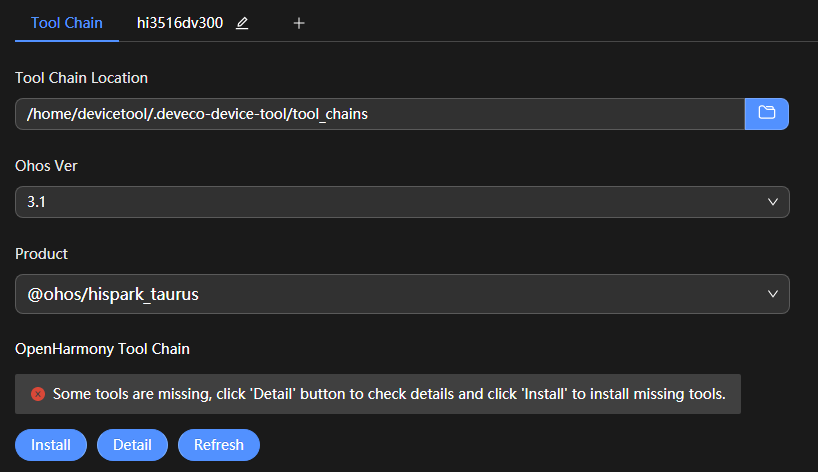 Tool Chain hi3516dv300
Tool Chain Location
/home/devicetool/.deveco-device-tool/tool_chains
Ohos Ver
3.1
Product
@ohos/hispark_taurus
OpenHarmony Tool Chain
Some tools are missing, click 'Detail' button to check details and click 'Install' to install missing tools.
Install Detail Refresh